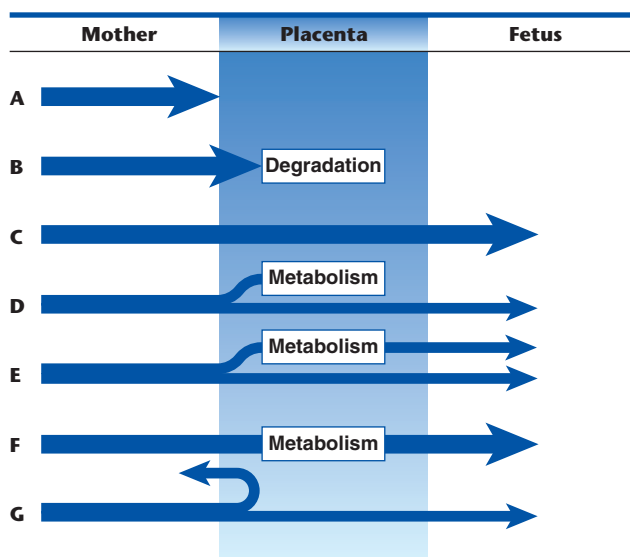 Mother Placenta Fetus
A
B Degradation
C
Metabolism
D
Metabolism
E
F Metabolism
G